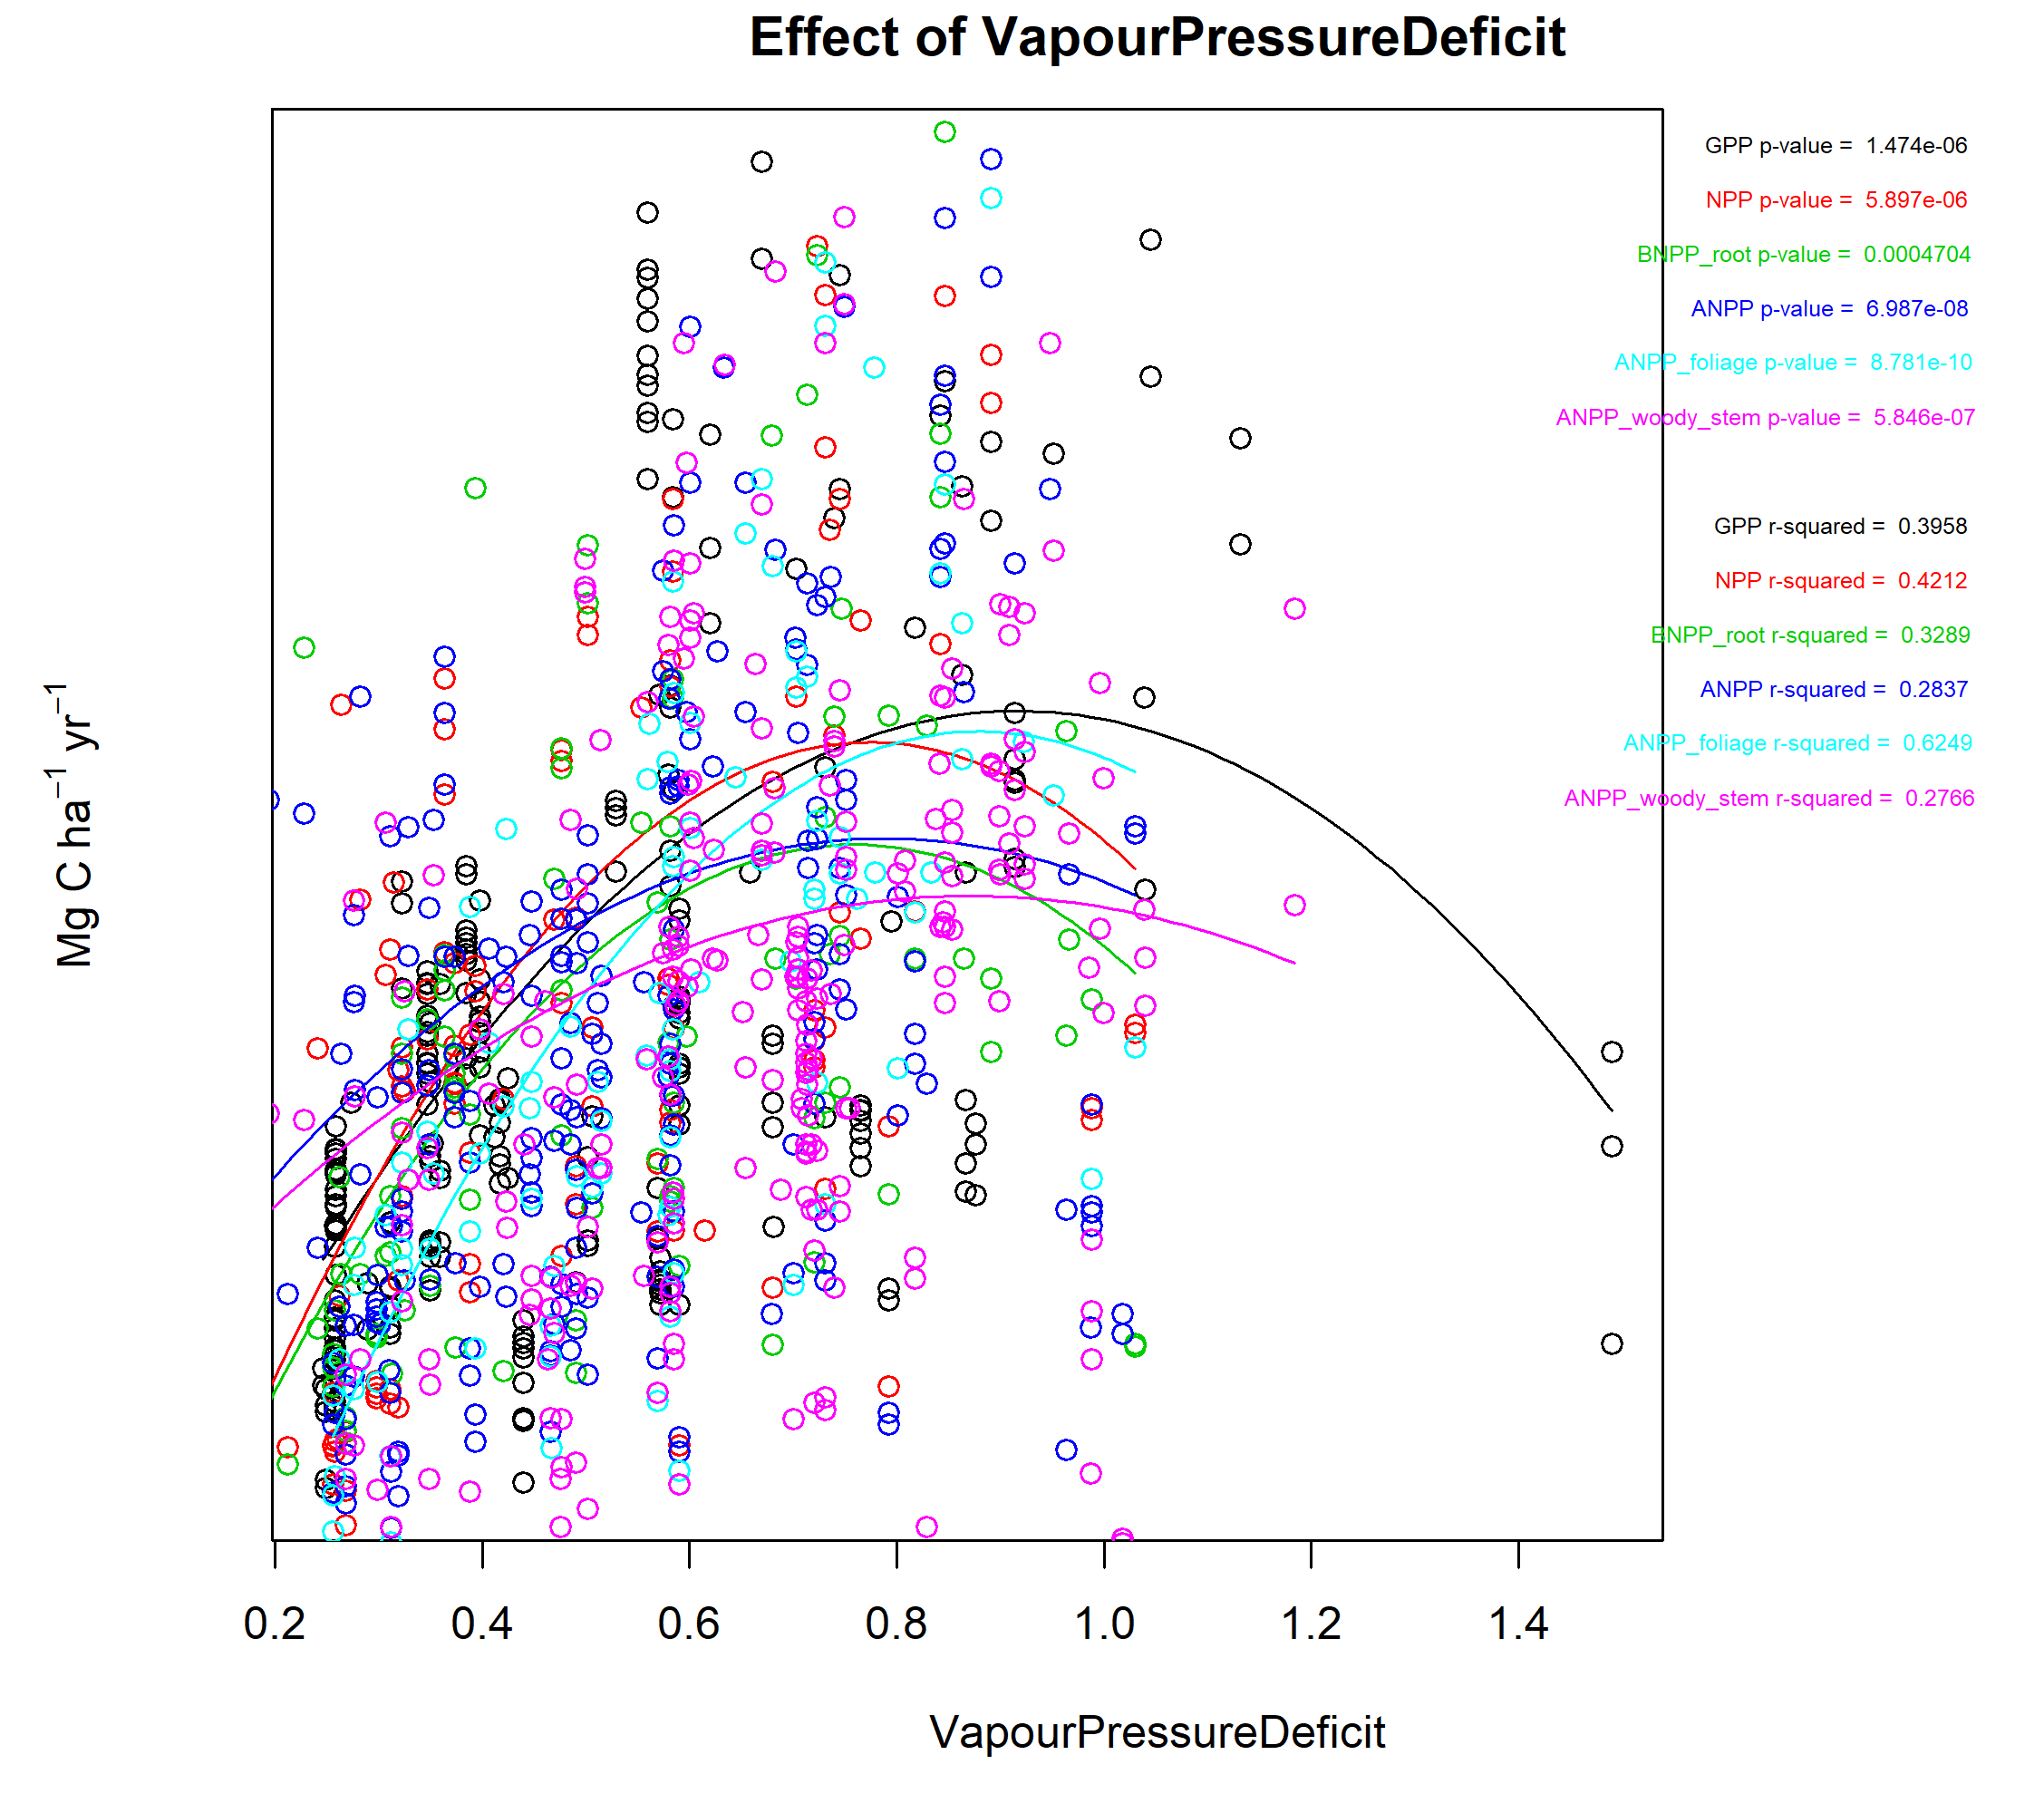 Effect of VapourPressureDeficit
GPP p-value = 1.474e-06
NPP p-value = 5.897e-06
BNPP_root p-value = 0.0004704
ANPP p-value = 6.987e-08
ANPP_foliage p-value = 8.781e-10
ANPP_woody_stem p-value = 5.846e-07
GPP r-squared = 0.3958
NPP r-squared = 0.4212
BNPP_root r-squared = 0.3289
ANPP r-squared = 0.2837
ANPP_foliage r-squared = 0.6249
ANPP_woody_stem r-squared = 0.2766
Mg C ha⁻¹ yr⁻¹
0.2 0.4 0.6 0.8 1.0 1.2 1.4
VapourPressureDeficit